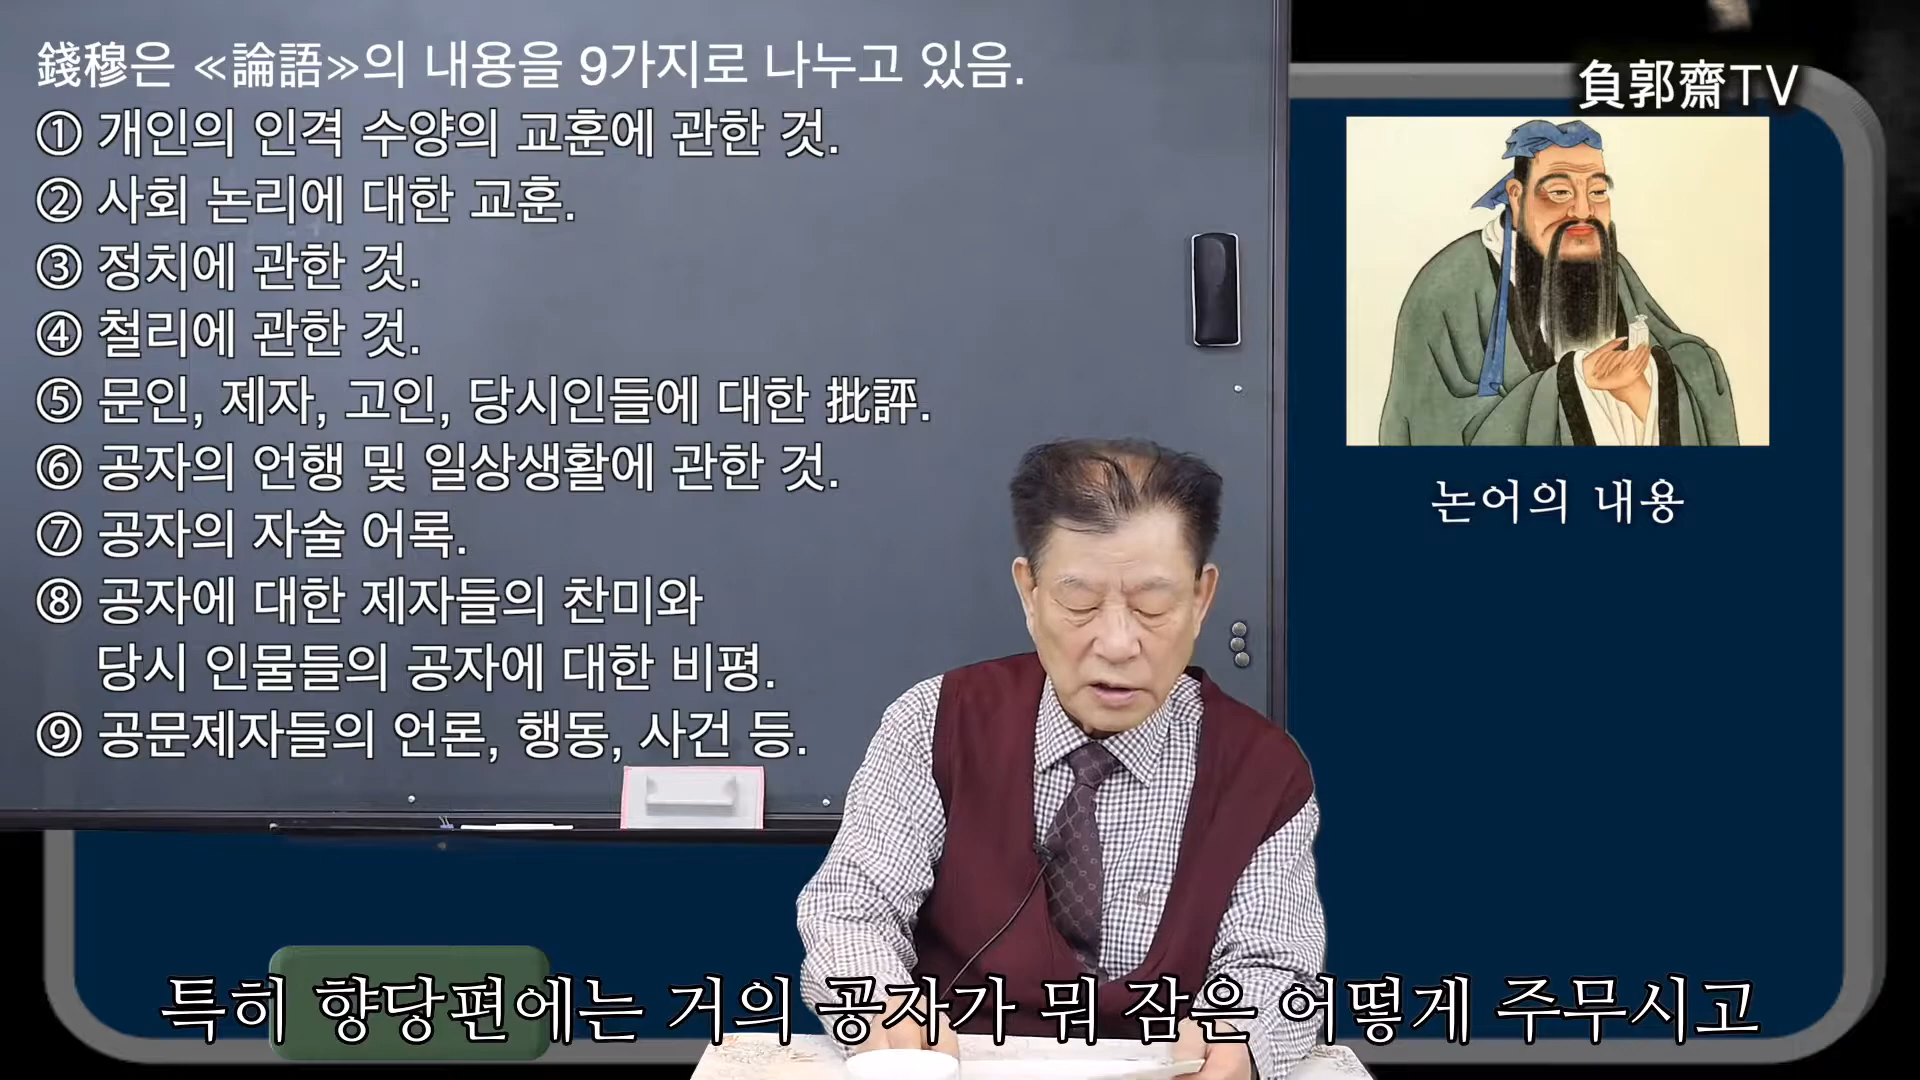 錢穆은 ≪論語≫의 내용을 9가지로 나누고 있음.
① 개인의 인격 수양의 교훈에 관한 것.
② 사회 논리에 대한 교훈.
③ 정치에 관한 것.
④ 철리에 관한 것.
⑤ 문인, 제자, 고인, 당시인들에 대한 批評.
⑥ 공자의 언행 및 일상생활에 관한 것.
⑦ 공자의 자술 어록.
⑧ 공자에 대한 제자들의 찬미와
당시 인물들의 공자에 대한 비평.
⑨ 공문제자들의 언론, 행동, 사건 등.
負郭齋TV
논어의 내용
특히 향당편에는 거의 공자가 뭐 잠은 어떻게 주무시고